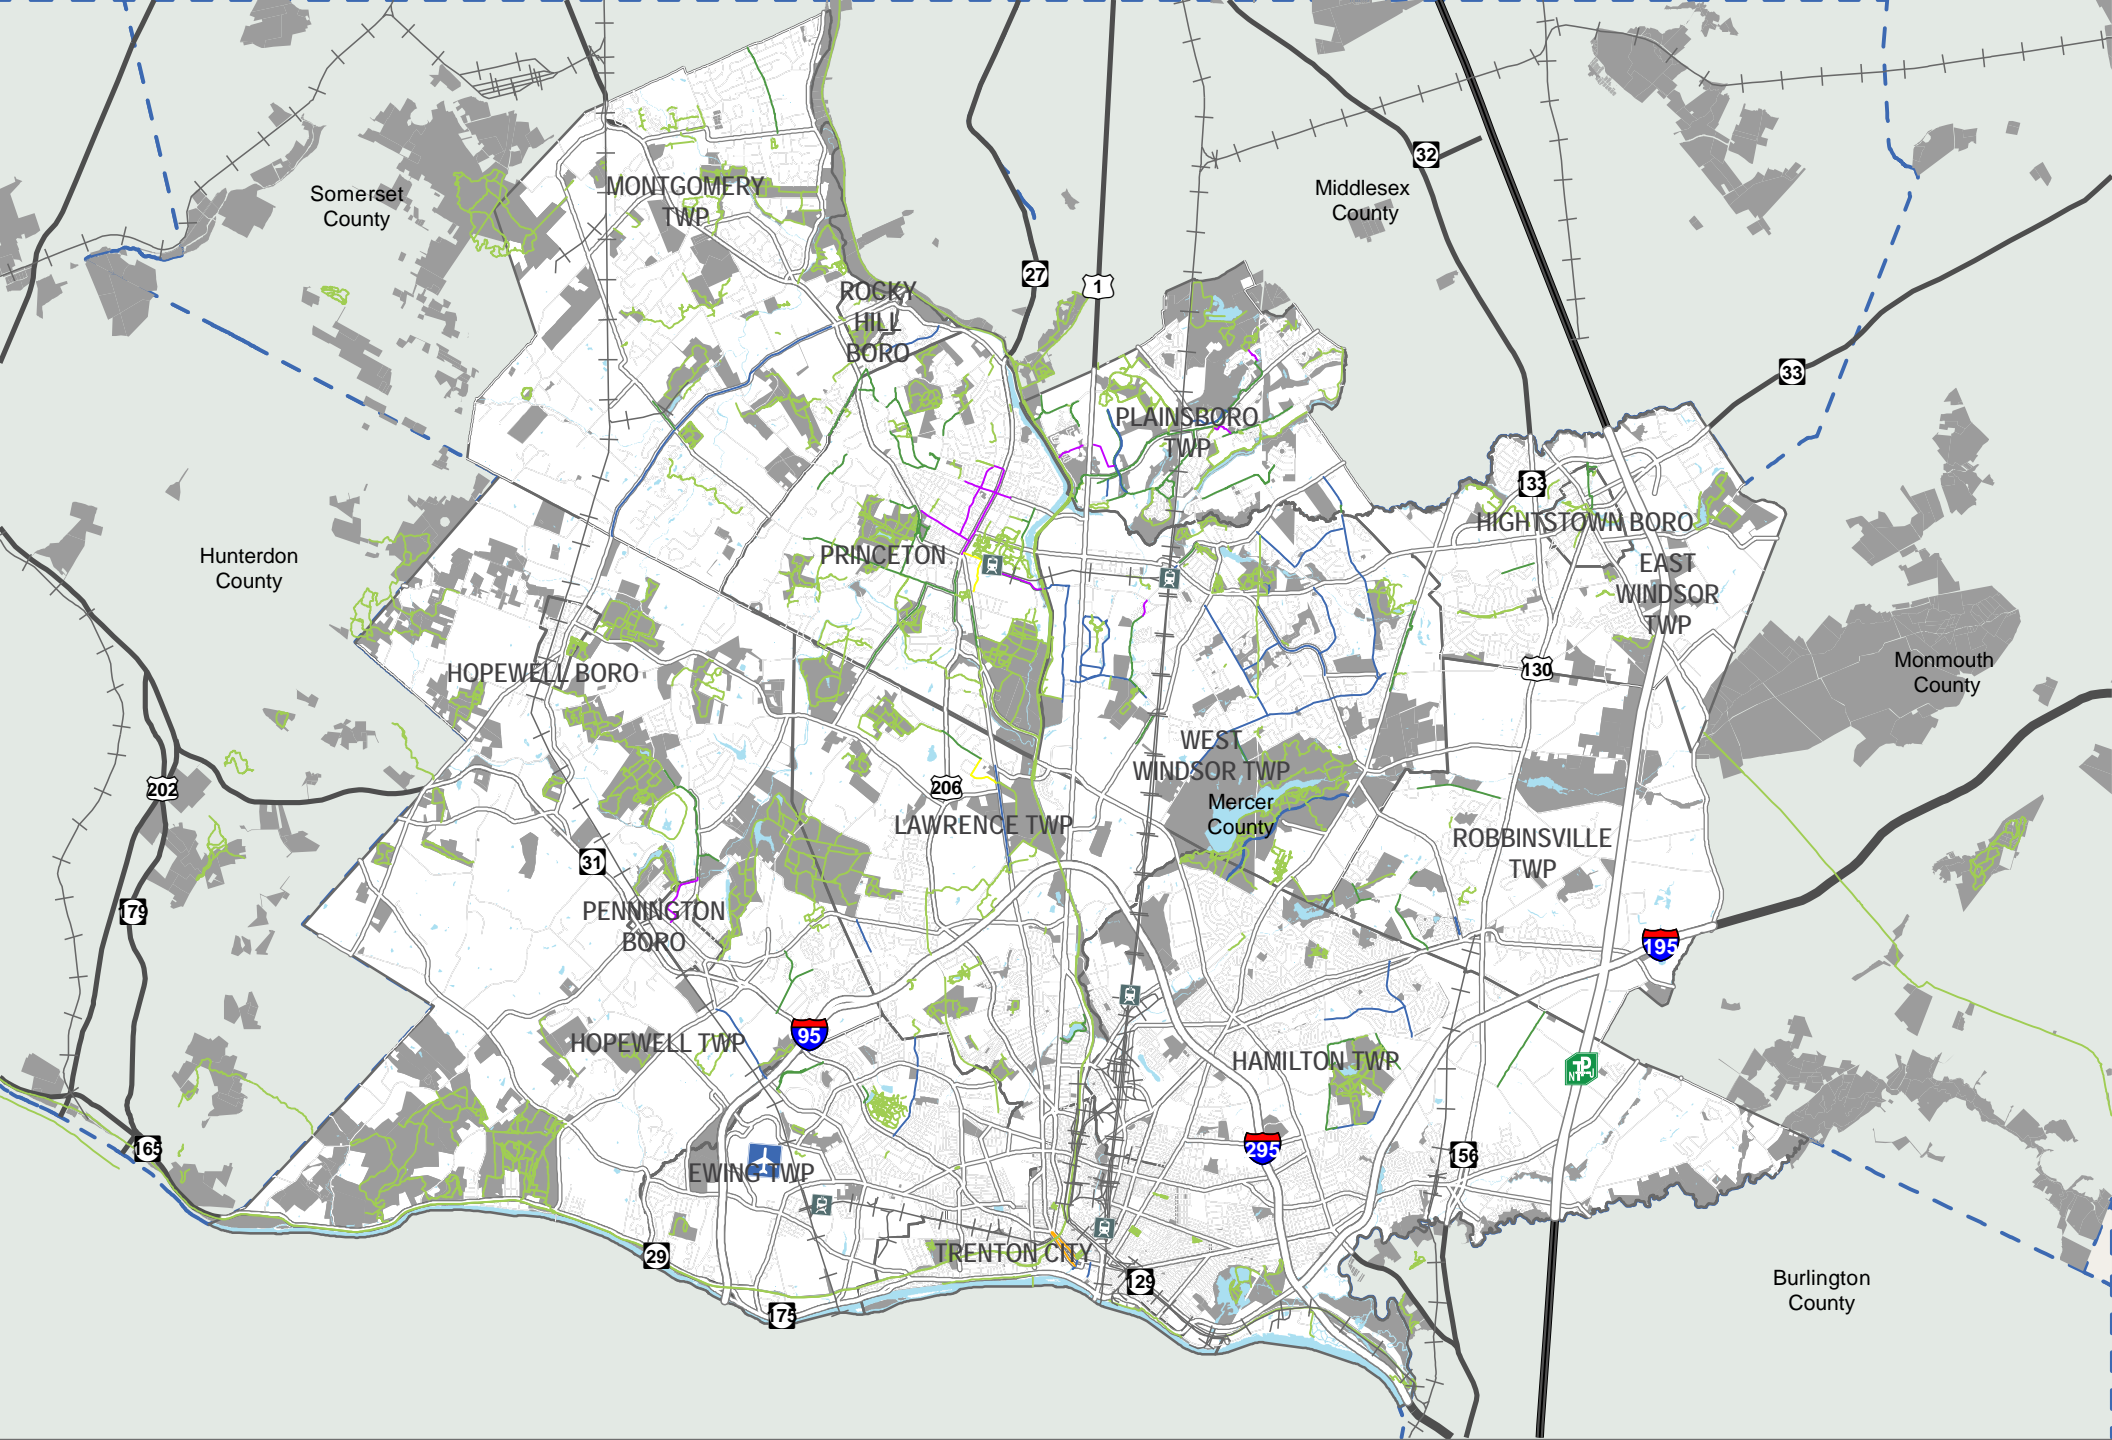 32
Somerset
County
MONTGOMERY
TWP
Middlesex
County
27
1
ROCKY
HILL
BORO
33
PLAINSBORO
TWP
133
HIGHTSTOWN BORO
Hunterdon
County
PRINCETON
EAST
WINDSOR
TWP
HOPEWELL BORO
130
Monmouth
County
WEST
WINDSOR TWP
202
206
Mercer
County
LAWRENCE TWP
ROBBINSVILLE
TWP
31
179
PENNINGTON
BORO
195
95
HOPEWELL TWP
HAMILTON TWP
NJTP
165
295
156
EWING TWP
29
TRENTON CITY
129
175
Burlington
County